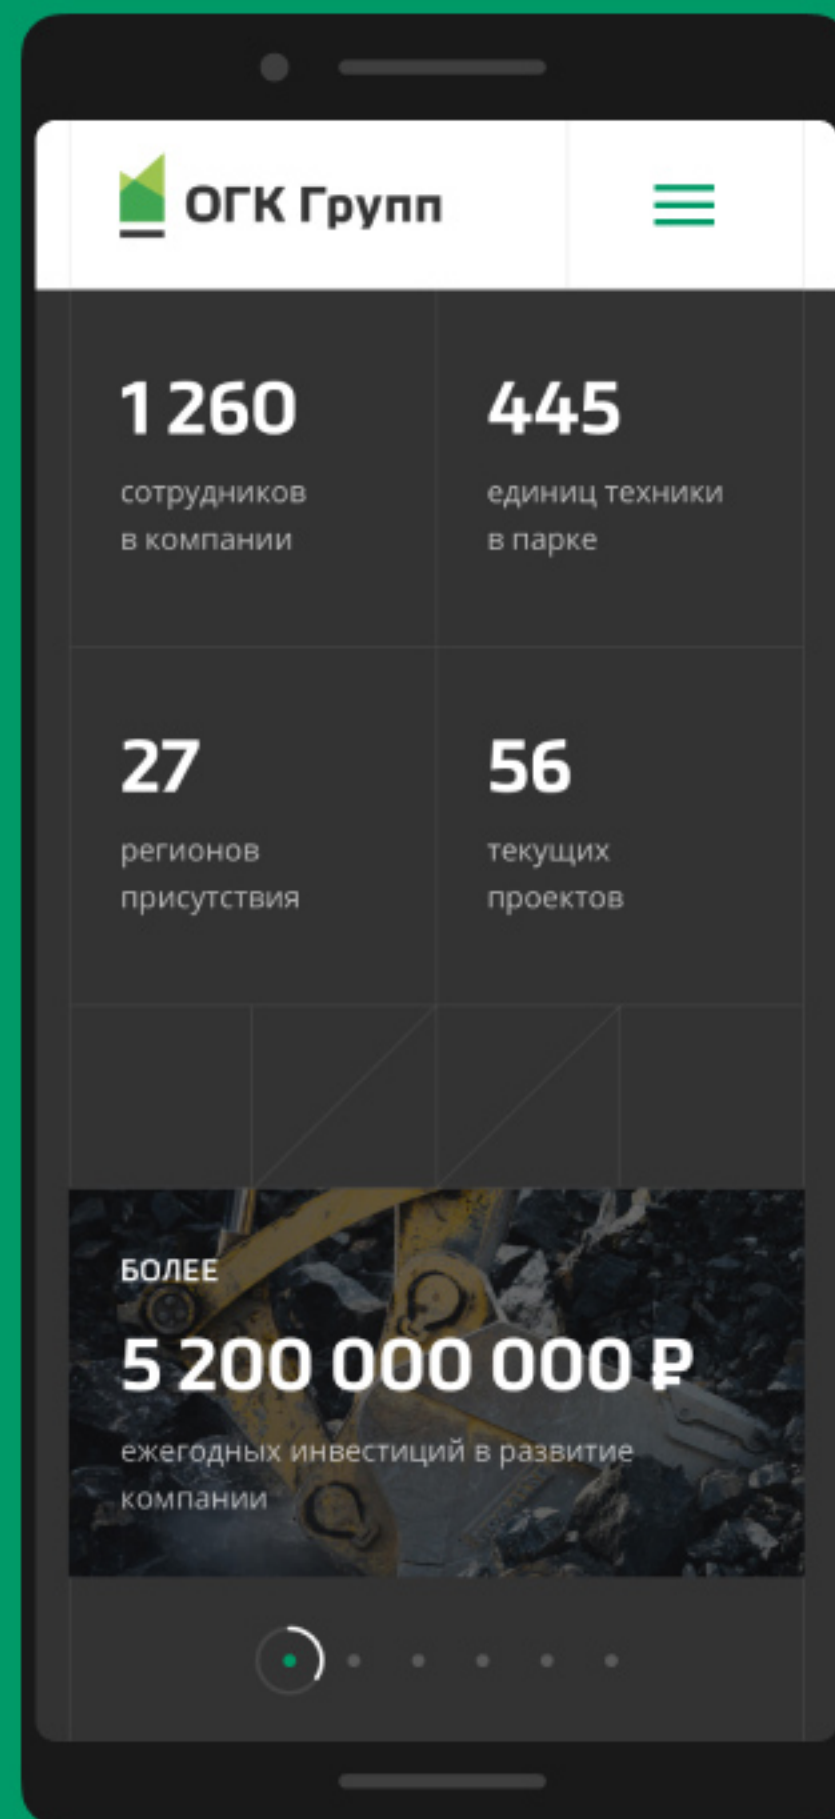 ОГК Групп
1 260
сотрудников
в компании
445
единиц техники
в парке
27
регионов
присутствия
56
текущих
проектов
БОЛЕЕ
5 200 000 000 ₽
ежегодных инвестиций в развитие
компании